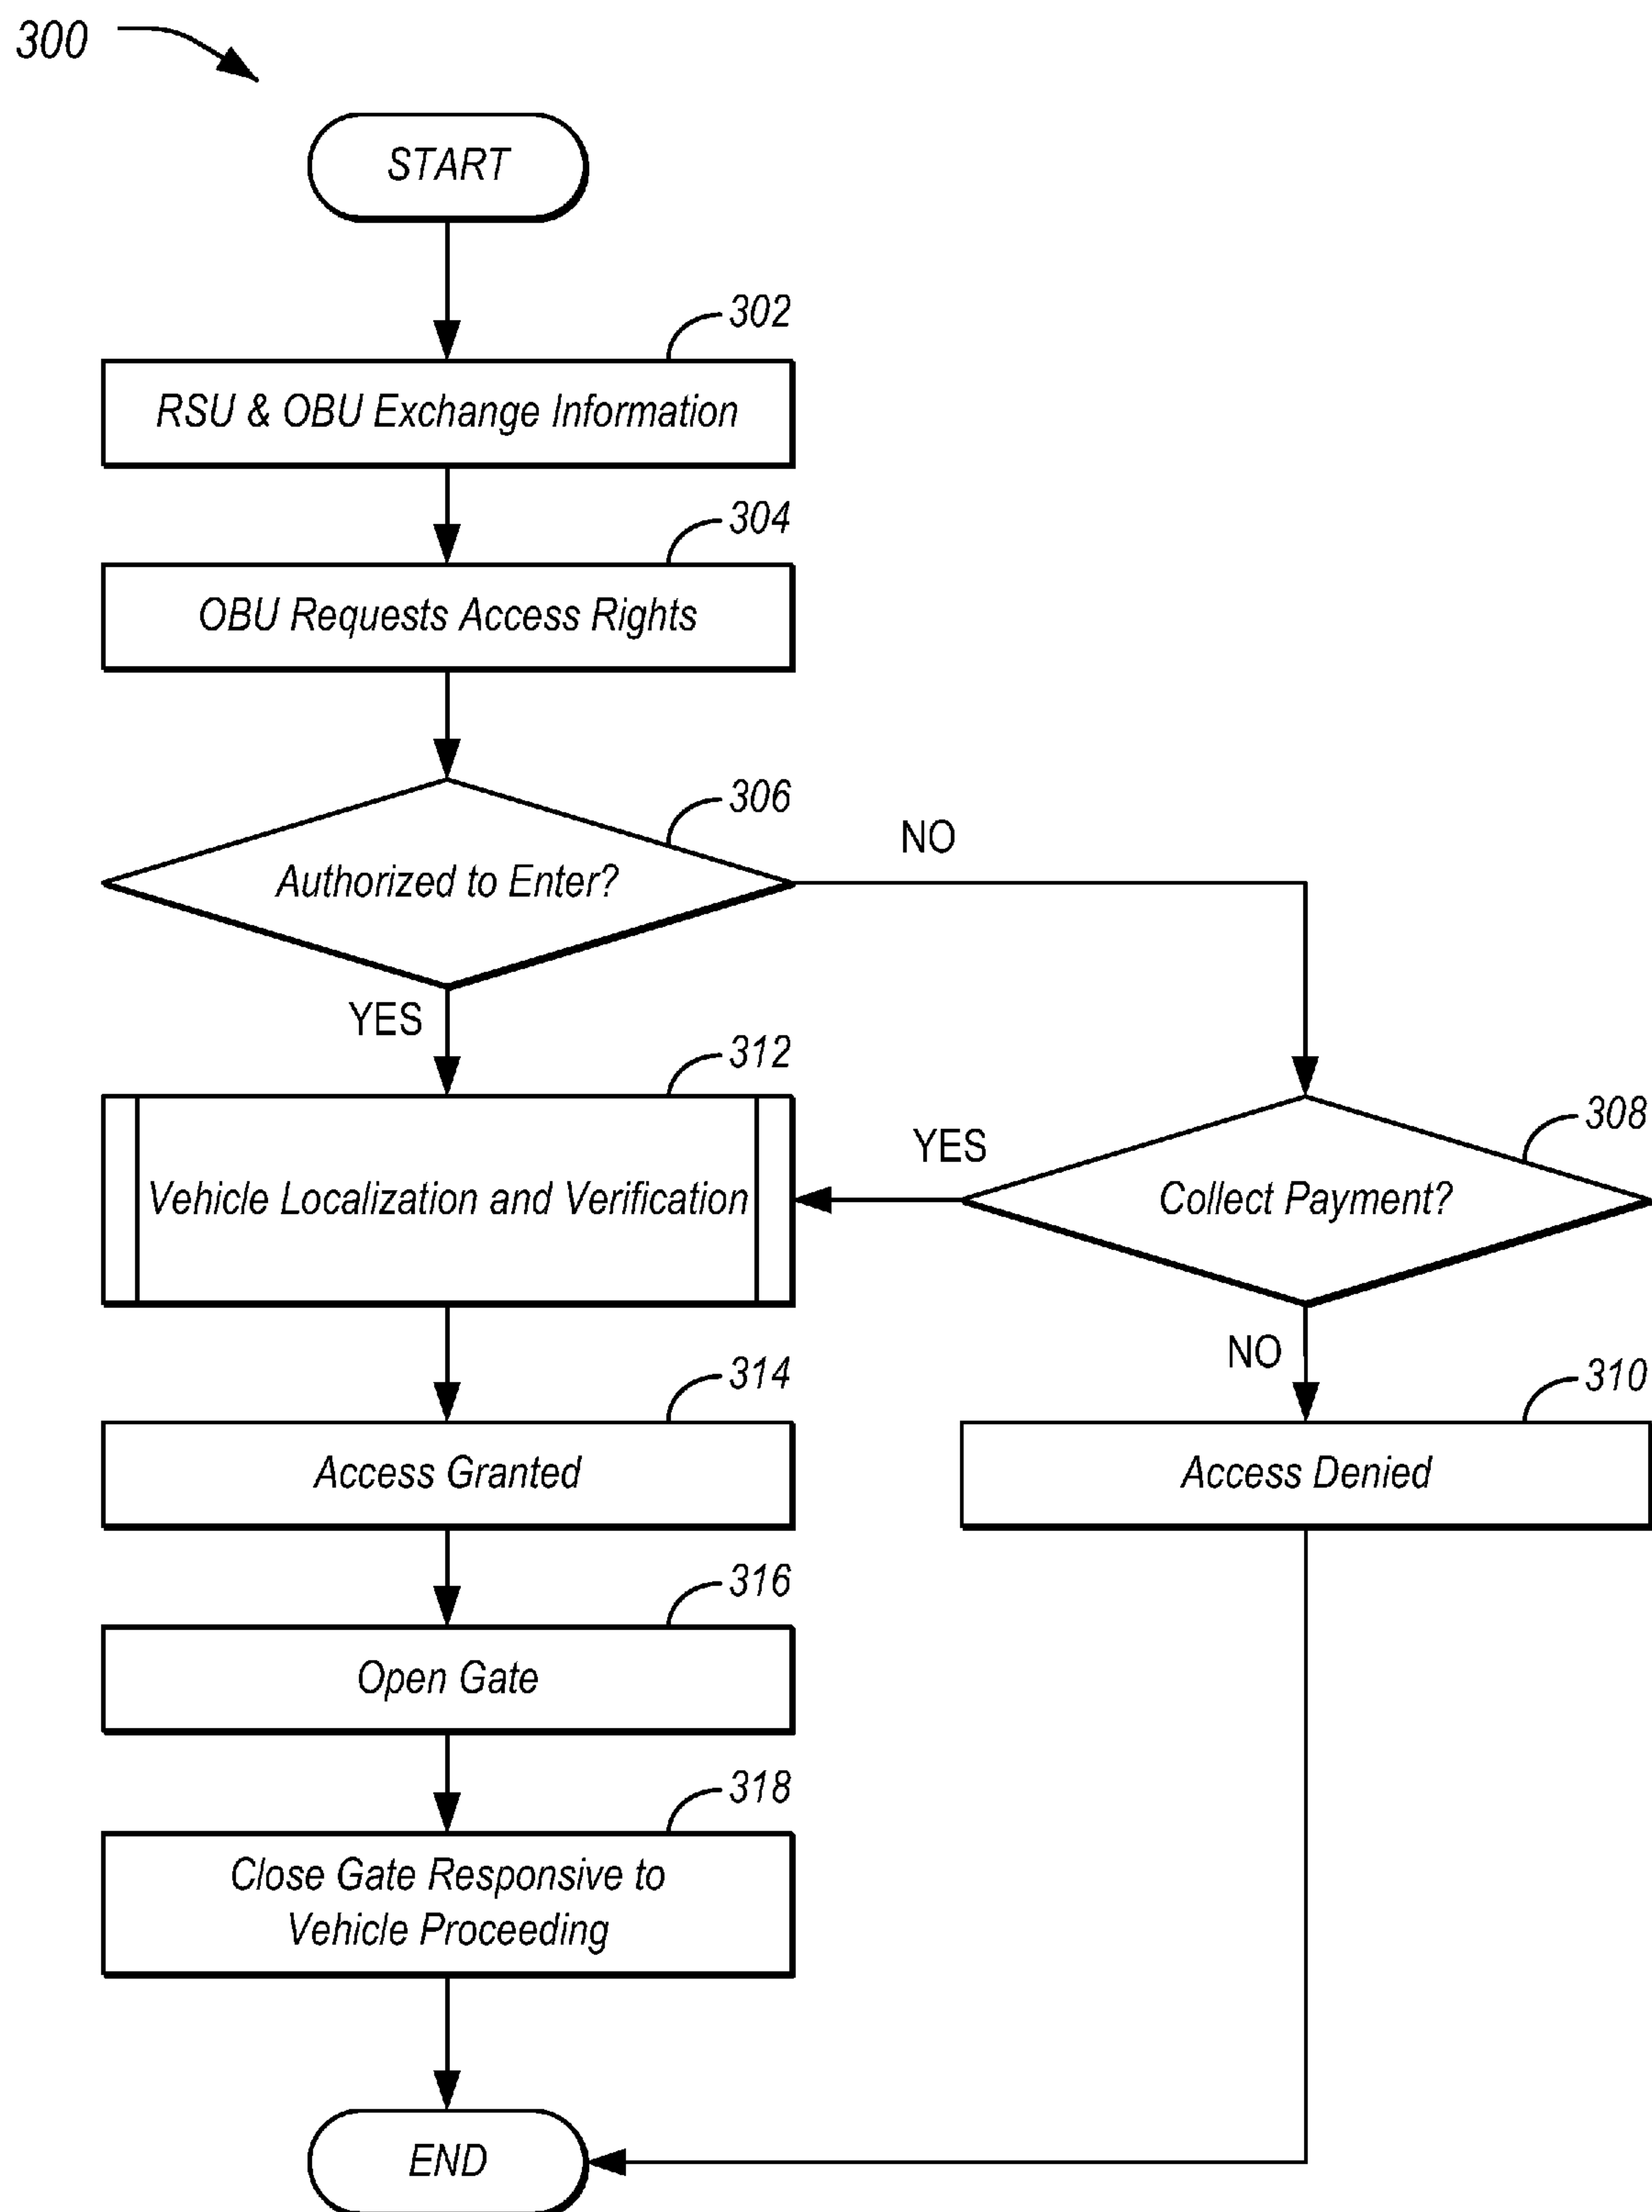 300
START
302
RSU & OBU Exchange Information
304
OBU Requests Access Rights
306
Authorized to Enter?
NO
YES
312
Vehicle Localization and Verification
YES
308
Collect Payment?
NO
314
Access Granted
310
Access Denied
316
Open Gate
318
Close Gate Responsive to
Vehicle Proceeding
END